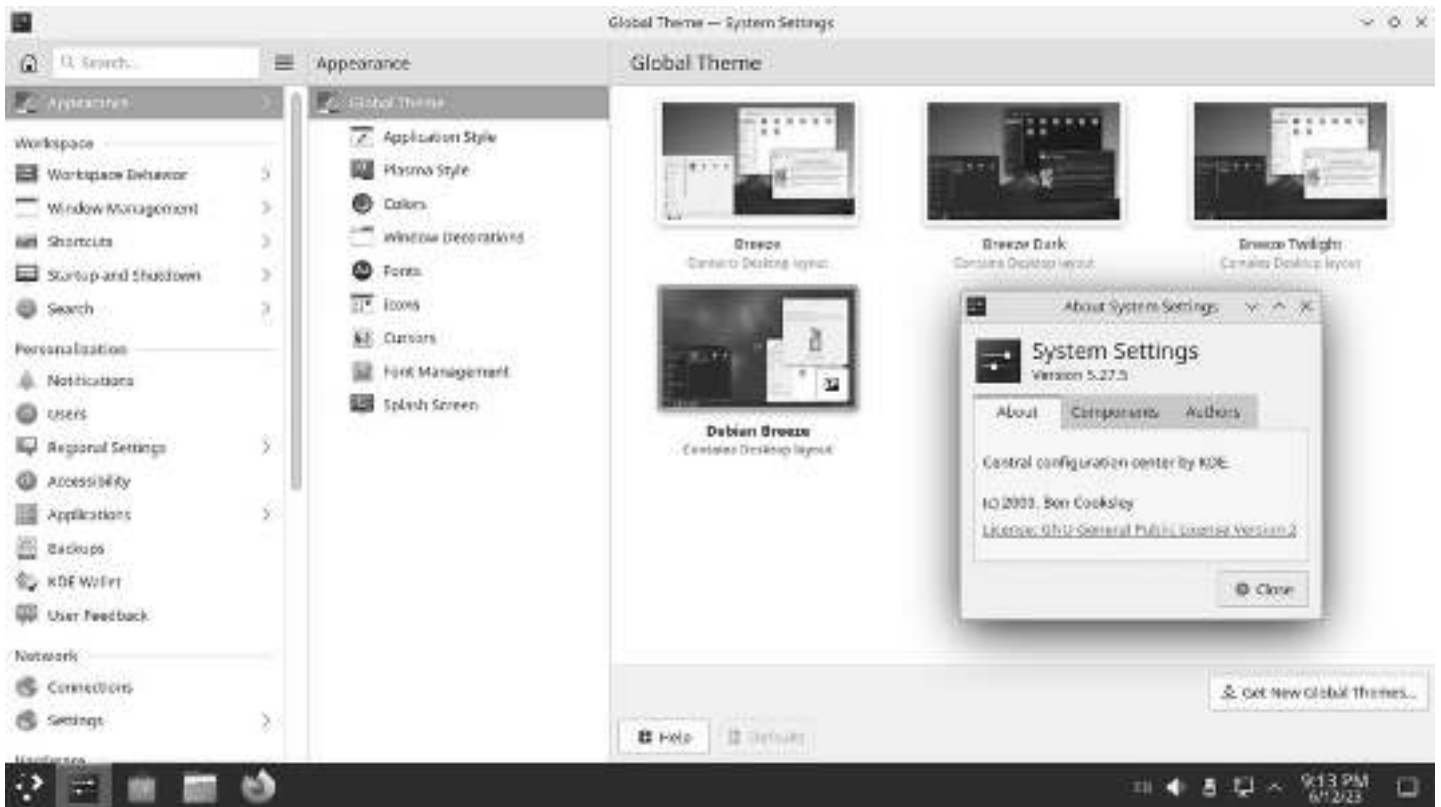 Global Theme — System Settings
Search...
Appearance
Global Theme
Appearance
Workspace
Workspace Behavior
Window Management
Shortcuts
Startup and Shutdown
Search
Personalization
Notifications
Users
Regional Settings
Accessibility
Applications
Backups
KDE Wallet
User Feedback
Network
Connections
Settings
Hardware
Global Theme
Application Style
Plasma Style
Colors
Window Decorations
Fonts
Icons
Cursors
Font Management
Splash Screen
Breeze
Contains Desktop layout
Breeze Dark
Contains Desktop layout
Breeze Twilight
Contains Desktop layout
Debian Breeze
Contains Desktop layout
About System Settings
System Settings
Version 5.27.5
About
Components
Authors
Central configuration center by KDE.
(c) 2009, Ben Cooksley
License: GNU General Public License Version 2
Close
Get New Global Themes...
Help
Defaults
9:13 PM
6/12/23